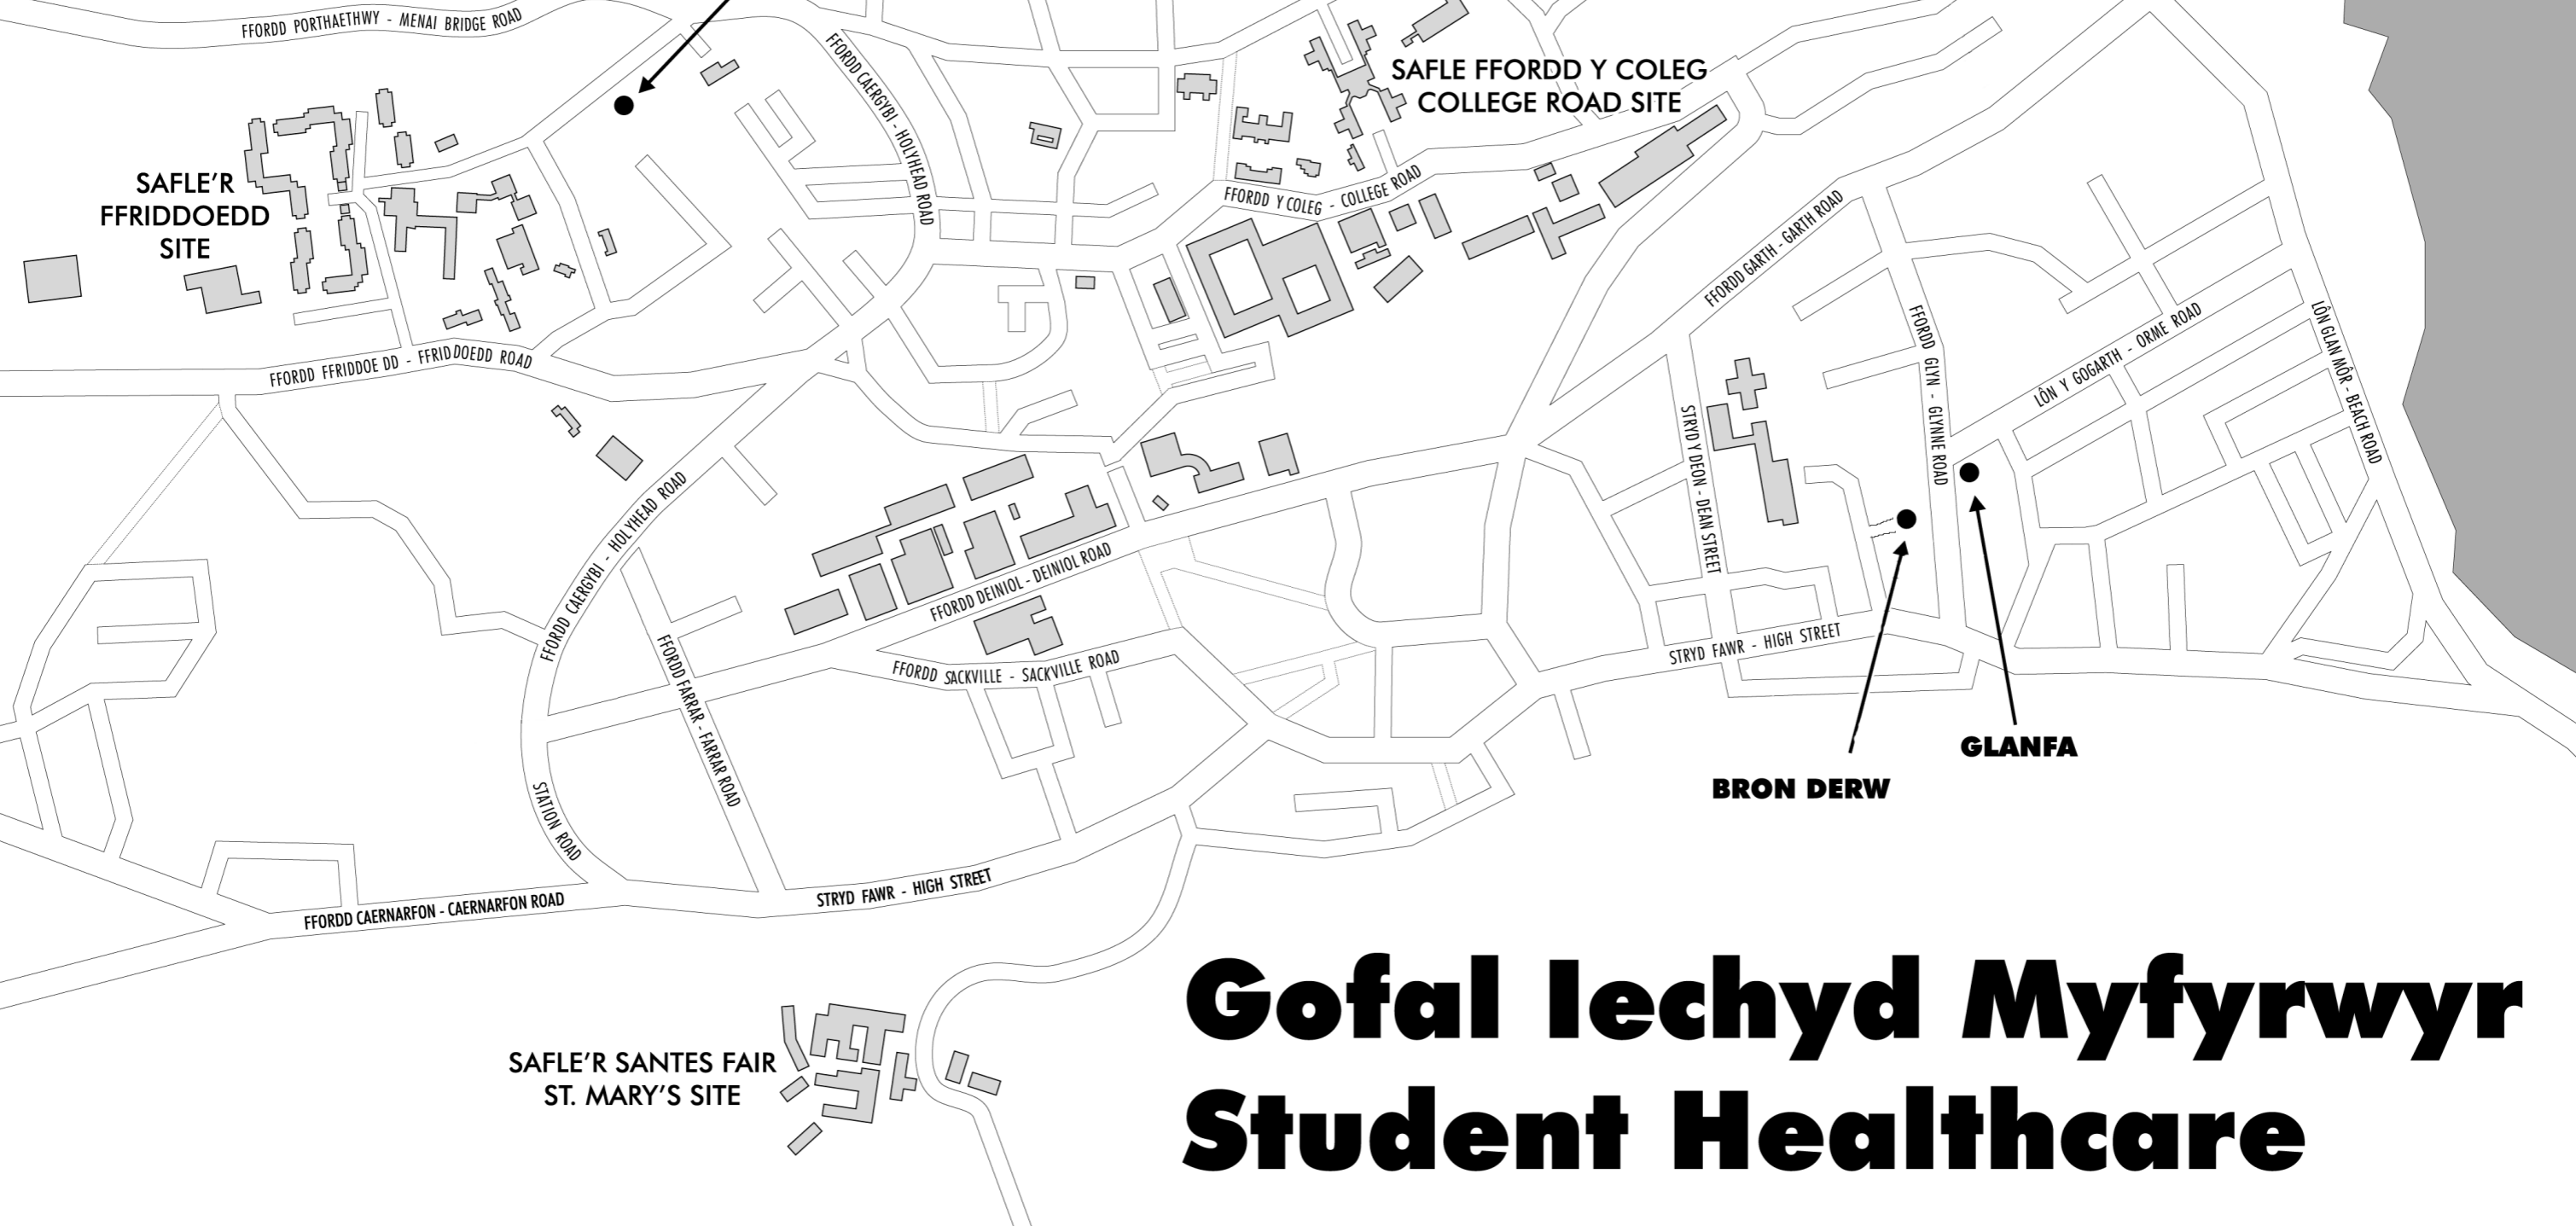 FFORDD PORTHAETHWY - MENAI BRIDGE ROAD
FFORDD CAERGYBI - HOLYHEAD ROAD
SAFLE FFORDD Y COLEG
COLLEGE ROAD SITE
SAFLE'R
FFRIDDOEDD
SITE
FFORDD Y COLEG - COLLEGE ROAD
FFORDD GARTH - GARTH ROAD
FFORDD FFRIDDOE DD - FFRIDDOEDD ROAD
FFORDD GLYN - GLYNNE ROAD
LÔN Y GOGARTH - ORME ROAD
LÔN GLAN MÔR - BEACH ROAD
STRYD Y DEON - DEAN STREET
FFORDD CAERGYBI - HOLYHEAD ROAD
FFORDD DEINIOL - DEINIOL ROAD
FFORDD FARRAR - FARRAR ROAD
FFORDD SACKVILLE - SACKVILLE ROAD
STRYD FAWR - HIGH STREET
GLANFA
BRON DERW
STATION ROAD
FFORDD CAERNARFON - CAERNARFON ROAD
STRYD FAWR - HIGH STREET
SAFLE'R SANTES FAIR
ST. MARY'S SITE
Gofal Iechyd Myfyrwyr
Student Healthcare